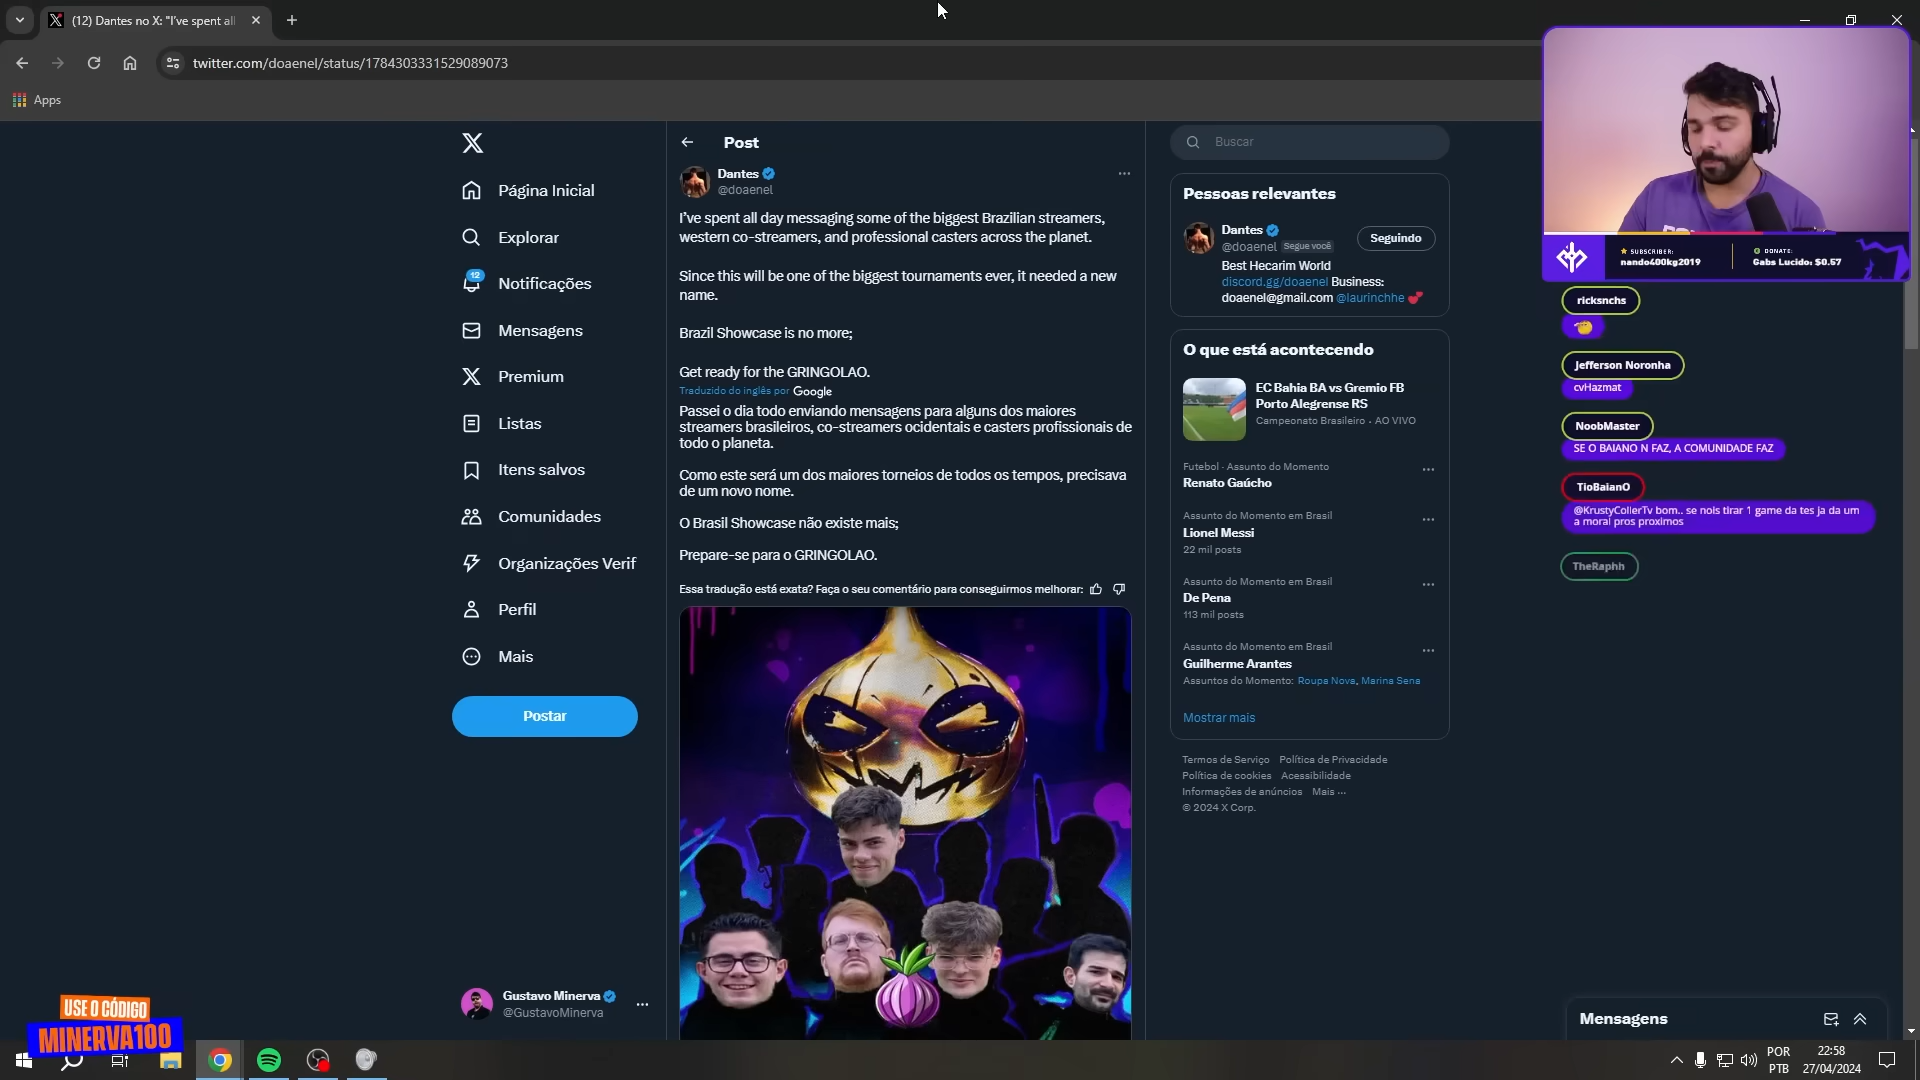 (12) Dantes no X: "I've spent all
twitter.com/doaenel/status/1784303331529089073
Apps
Página Inicial
Explorar
12
Notificações
Mensagens
Premium
Listas
Itens salvos
Comunidades
Organizações Verif
Perfil
Mais
Postar
Gustavo Minerva
@GustavoMinerva
USE O CÓDIGO
MINERVA100
Post
Dantes
@doaenel
I've spent all day messaging some of the biggest Brazilian streamers,
western co-streamers, and professional casters across the planet.
Since this will be one of the biggest tournaments ever, it needed a new
name.
Brazil Showcase is no more;
Get ready for the GRINGOLAO.
Traduzido do inglês por Google
Passei o dia todo enviando mensagens para alguns dos maiores
streamers brasileiros, co-streamers ocidentais e casters profissionais de
todo o planeta.
Como este será um dos maiores torneios de todos os tempos, precisava
de um novo nome.
O Brasil Showcase não existe mais;
Prepare-se para o GRINGOLAO.
Essa tradução está exata? Faça o seu comentário para conseguirmos melhorar:
Buscar
Pessoas relevantes
Dantes
@doaenel Segue você
Seguindo
Best Hecarim World
discord.gg/doaenel Business:
doaenel@gmail.com @laurinchhe 💕
O que está acontecendo
EC Bahia BA vs Gremio FB
Porto Alegrense RS
Campeonato Brasileiro · AO VIVO
Futebol · Assunto do Momento
Renato Gaúcho
Assunto do Momento em Brasil
Lionel Messi
22 mil posts
Assunto do Momento em Brasil
De Pena
113 mil posts
Assunto do Momento em Brasil
Guilherme Arantes
Assuntos do Momento: Roupa Nova, Marina Sena
Mostrar mais
Termos de Serviço Política de Privacidade
Política de cookies Acessibilidade
Informações de anúncios Mais ···
© 2024 X Corp.
SUBSCRIBER:
nando400kg2019
DONATE:
Gabs Lucido: $0.57
ricksnchs
Jefferson Noronha
cvHazmat
NoobMaster
SE O BAIANO N FAZ, A COMUNIDADE FAZ
TioBaianO
@KrustyCollerTv bom.. se nois tirar 1 game da tes ja da um
a moral pros proximos
TheRaphh
Mensagens
POR
PTB
22:58
27/04/2024